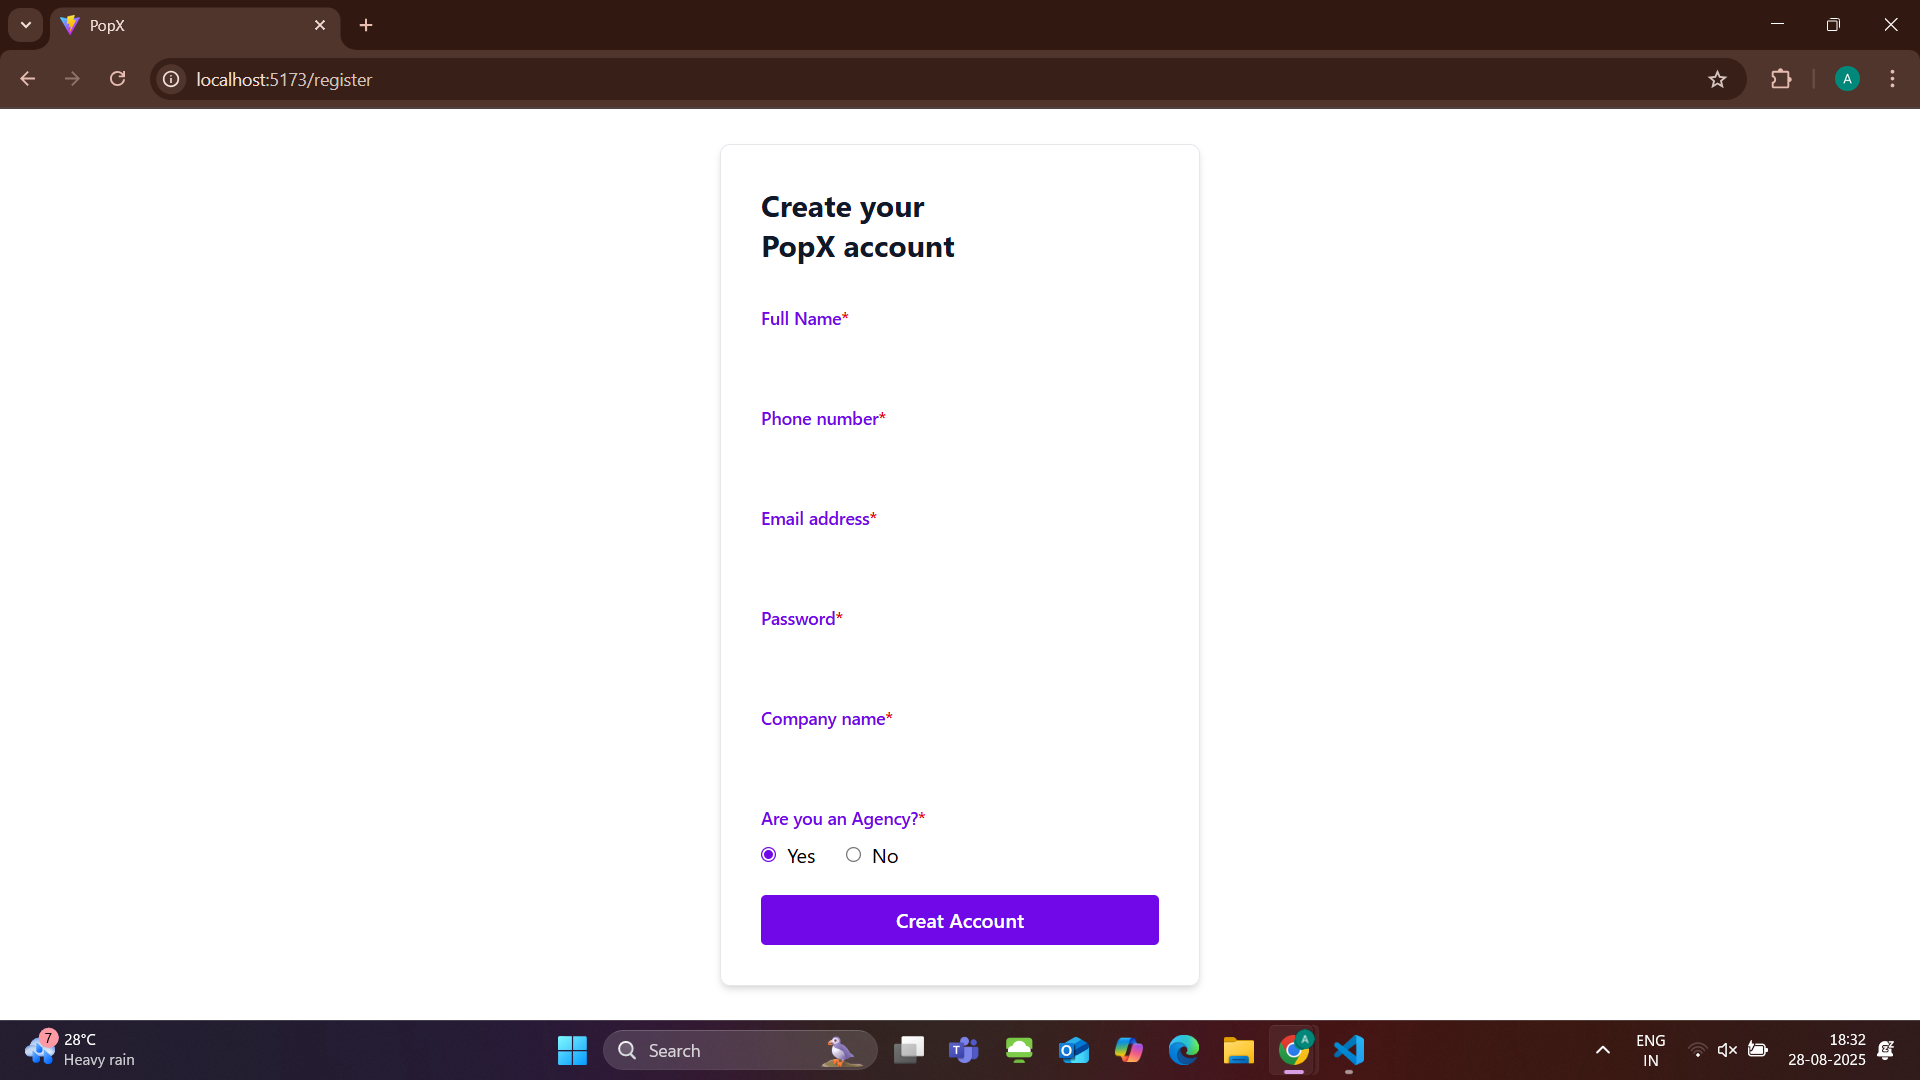 PopX
localhost:5173/register
A
Create your
PopX account
Full Name*
Phone number*
Email address*
Password*
Company name*
Are you an Agency?*
Yes No
Creat Account
7
28°C
Heavy rain
Search
A
ENG
IN
18:32
28-08-2025